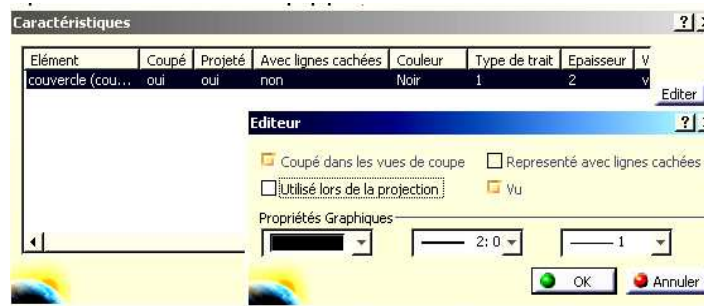 Caractéristiques
Elément Coupé Projeté Avec lignes cachées Couleur Type de trait Epaisseur V
couvercle (cou... oui oui non Noir 1 2 v
Editer
Editeur
Coupé dans les vues de coupe Representé avec lignes cachées
Utilisé lors de la projection Vu
Propriétés Graphiques
2: 0 1
OK Annuler